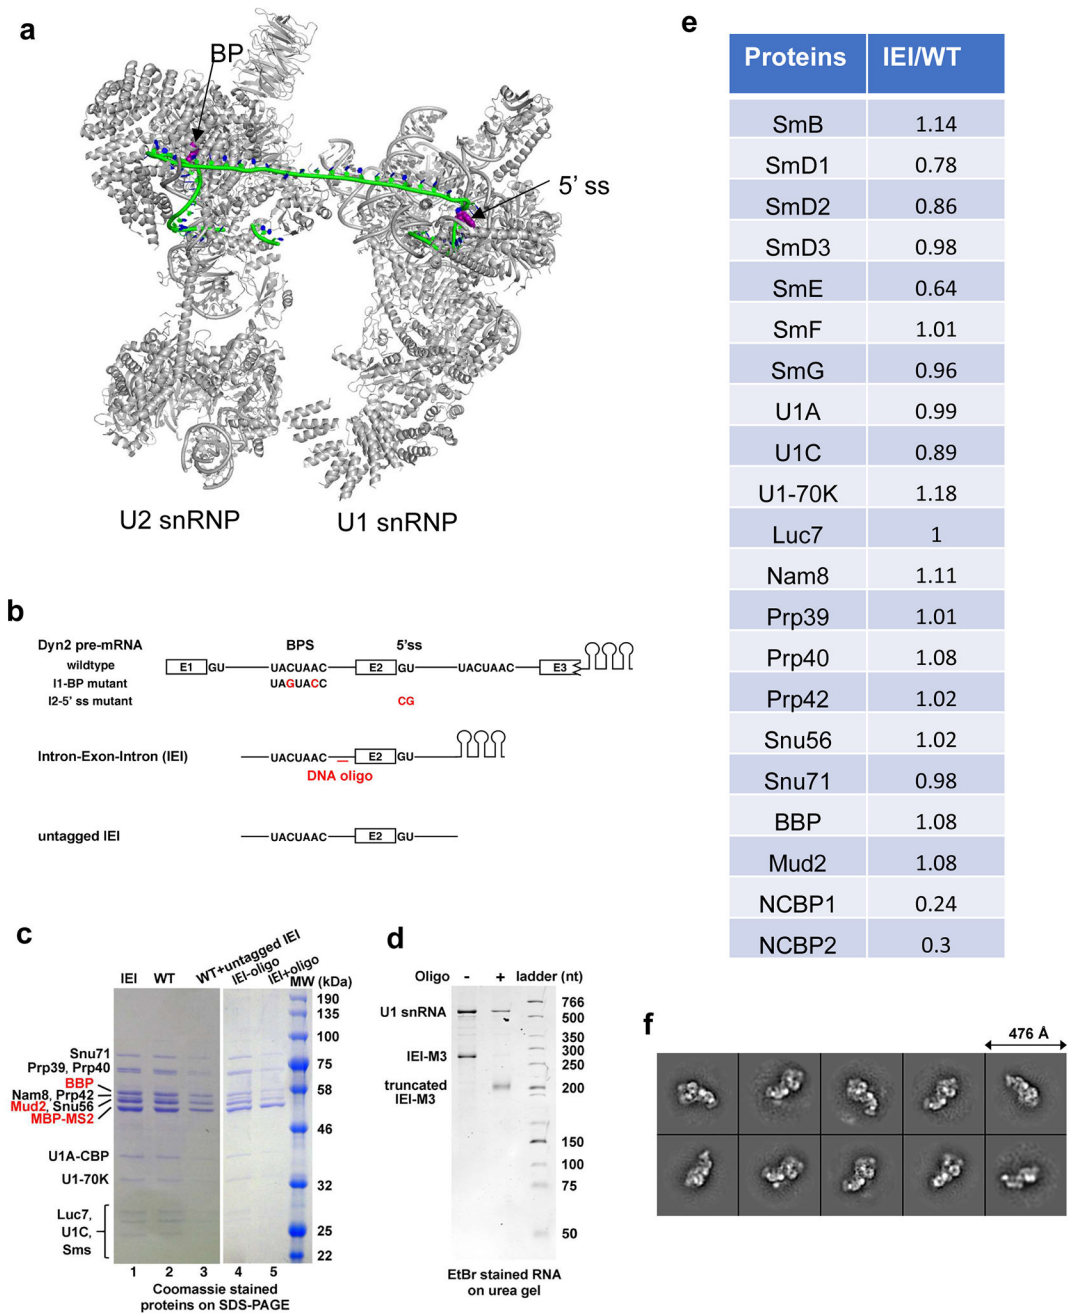 a
BP
5' ss
U2 snRNP
U1 snRNP
b
Dyn2 pre-mRNA
BPS
5'ss
wildtype
E1
GU
UACUAAC
E2
GU
UACUAAC
E3
I1-BP mutant
UAGUACC
I2-5' ss mutant
CG
Intron-Exon-Intron (IEI)
UACUAAC
E2
GU
DNA oligo
untagged IEI
UACUAAC
E2
GU
c
IEI
WT
WT+untagged IEI
IEI-oligo
IEI+oligo
MW (kDa)
190
135
100
75
58
46
32
25
22
Snu71
Prp39, Prp40
BBP
Nam8, Prp42
Mud2, Snu56
MBP-MS2
U1A-CBP
U1-70K
Luc7,
U1C,
Sms
1 2 3 4 5
Coomassie stained
proteins on SDS-PAGE
d
Oligo - + ladder (nt)
U1 snRNA
IEI-M3
truncated
IEI-M3
766
500
350
300
250
200
150
100
75
50
EtBr stained RNA
on urea gel
e
Proteins IEI/WT
SmB 1.14
SmD1 0.78
SmD2 0.86
SmD3 0.98
SmE 0.64
SmF 1.01
SmG 0.96
U1A 0.99
U1C 0.89
U1-70K 1.18
Luc7 1
Nam8 1.11
Prp39 1.01
Prp40 1.08
Prp42 1.02
Snu56 1.02
Snu71 0.98
BBP 1.08
Mud2 1.08
NCBP1 0.24
NCBP2 0.3
f
476 Å